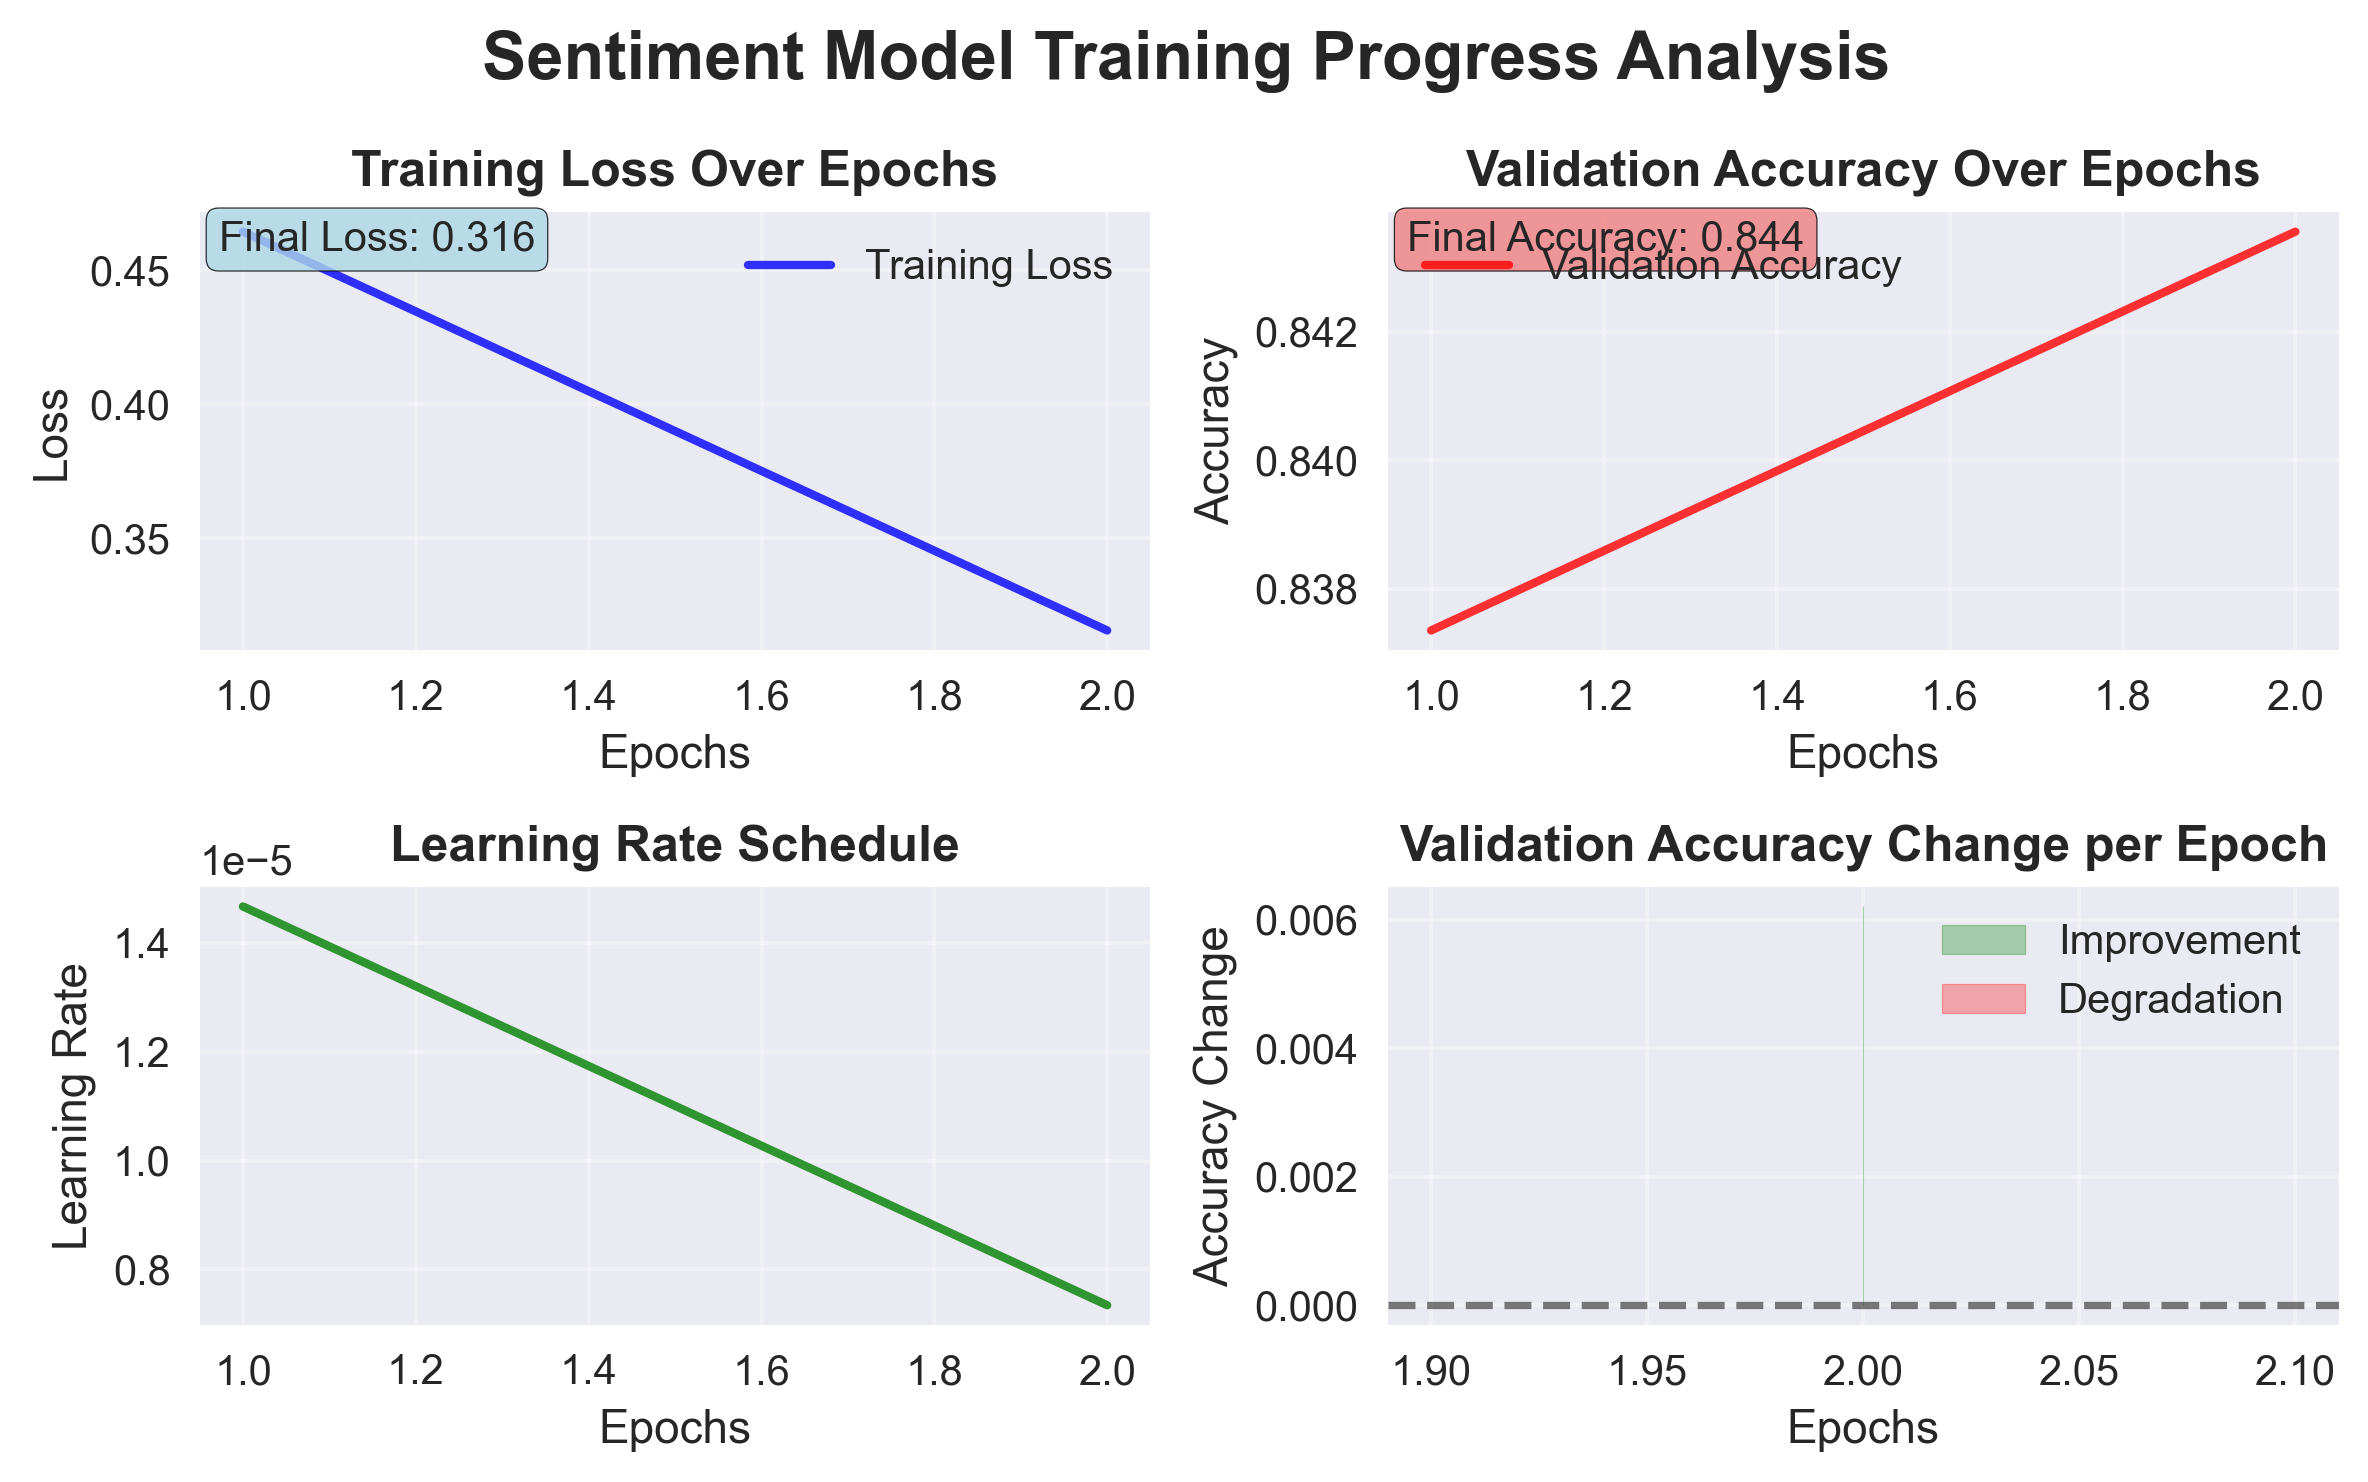 Sentiment Model Training Progress Analysis
Training Loss Over Epochs
Final Loss: 0.316
Training Loss
Loss
0.45
0.40
0.35
1.0 1.2 1.4 1.6 1.8 2.0
Epochs
Validation Accuracy Over Epochs
Final Accuracy: 0.844
Validation Accuracy
Accuracy
0.842
0.840
0.838
1.0 1.2 1.4 1.6 1.8 2.0
Epochs
Learning Rate Schedule
1e−5
Learning Rate
1.4
1.2
1.0
0.8
1.0 1.2 1.4 1.6 1.8 2.0
Epochs
Validation Accuracy Change per Epoch
Improvement
Degradation
Accuracy Change
0.006
0.004
0.002
0.000
1.90 1.95 2.00 2.05 2.10
Epochs